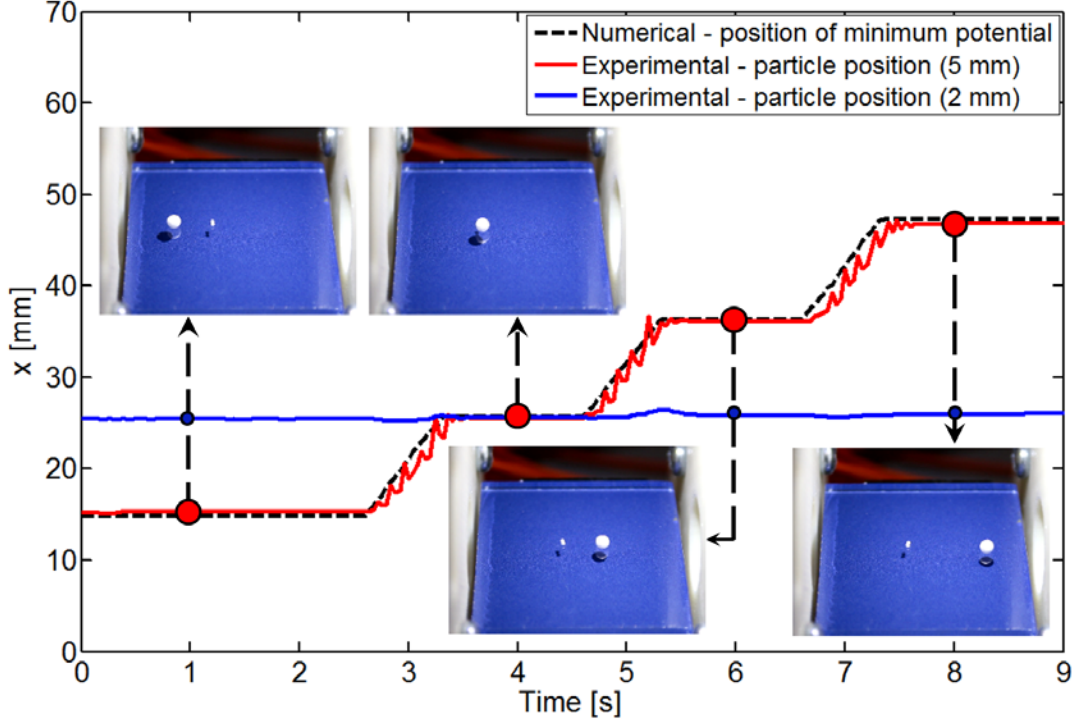 Numerical - position of minimum potential
Experimental - particle position (5 mm)
Experimental - particle position (2 mm)
x [mm]
70
60
50
40
30
20
10
0
0 1 2 3 4 5 6 7 8 9
Time [s]